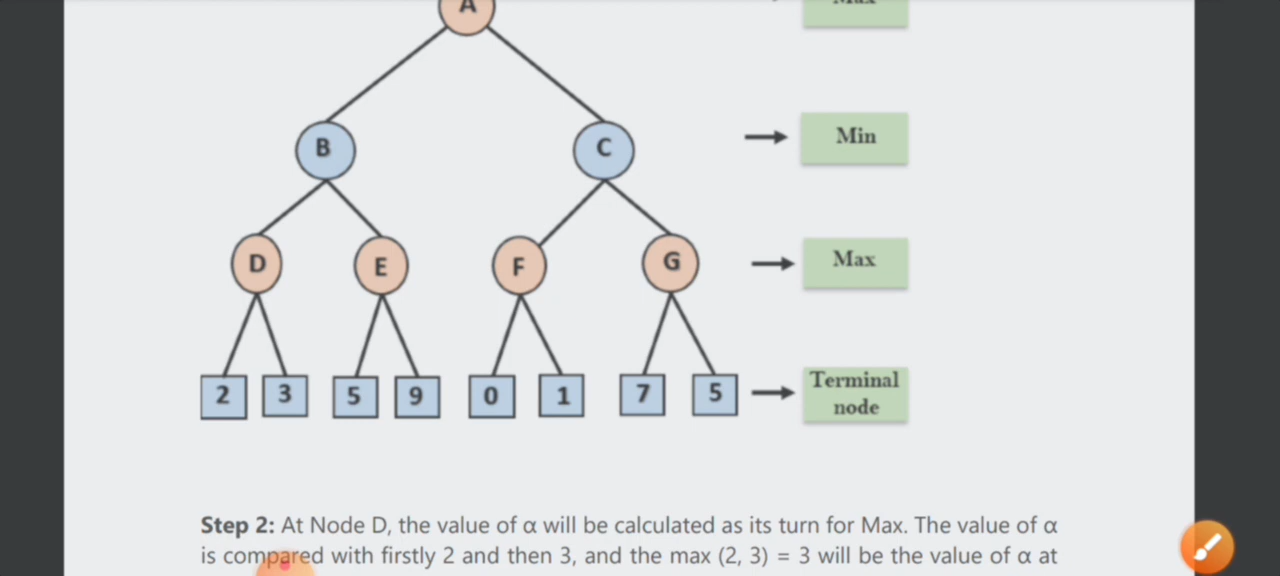 A
Max
B
C
Min
D
E
F
G
Max
2
3
5
9
0
1
7
5
Terminal
node
Step 2: At Node D, the value of α will be calculated as its turn for Max. The value of α
is compared with firstly 2 and then 3, and the max (2, 3) = 3 will be the value of α at